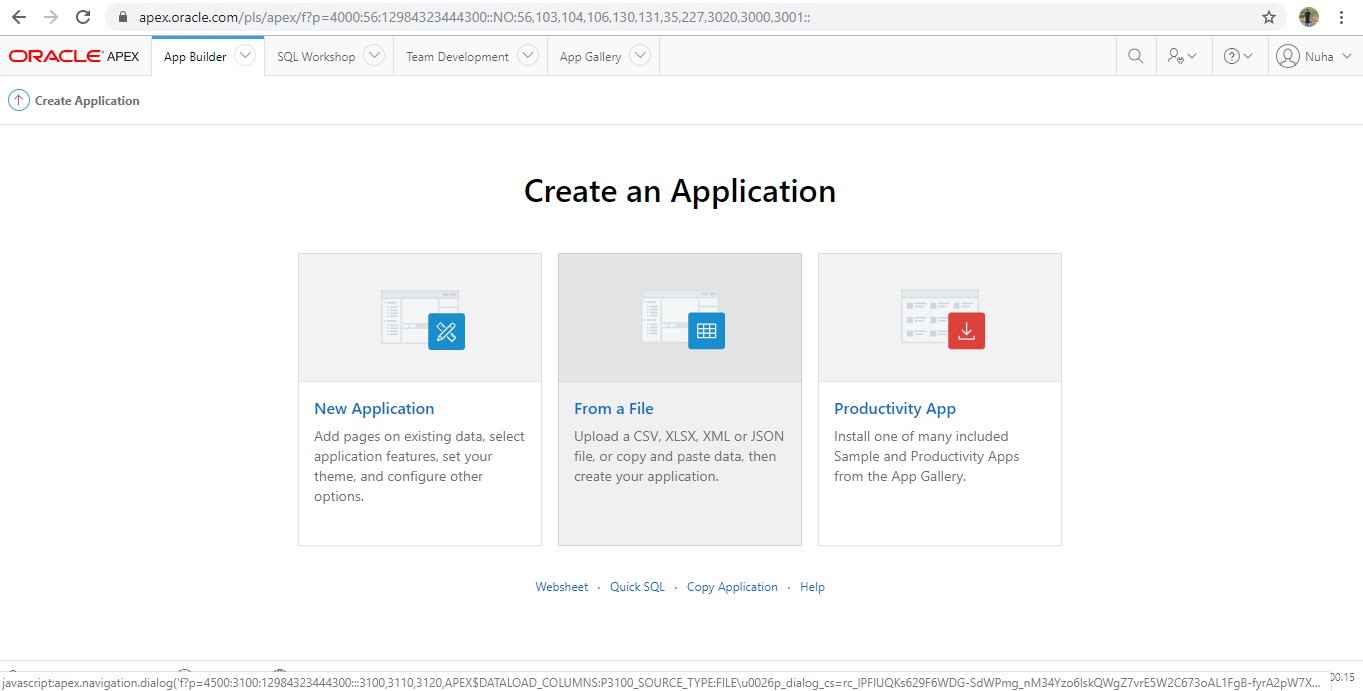 apex.oracle.com/pls/apex/f?p=4000:56:12984323444300::NO:56,103,104,106,130,131,35,227,3020,3000,3001::
ORACLE APEX App Builder SQL Workshop Team Development App Gallery Nuha
Create Application
Create an Application
New Application
Add pages on existing data, select
application features, set your
theme, and configure other
options.
From a File
Upload a CSV, XLSX, XML or JSON
file, or copy and paste data, then
create your application.
Productivity App
Install one of many included
Sample and Productivity Apps
from the App Gallery.
Websheet · Quick SQL · Copy Application · Help
javascript:apex.navigation.dialog('f?p=4500:3100:12984323444300:::3100,3110,3120,APEX$DATALOAD_COLUMNS:P3100_SOURCE_TYPE:FILE\u0026p_dialog_cs=rc_lPFIUQKs629F6WDG-SdWPmg_nM34Yzo6lskQWgZ7vrE5W2C673oAL1FgB-fyrA2pW7X...
00.15